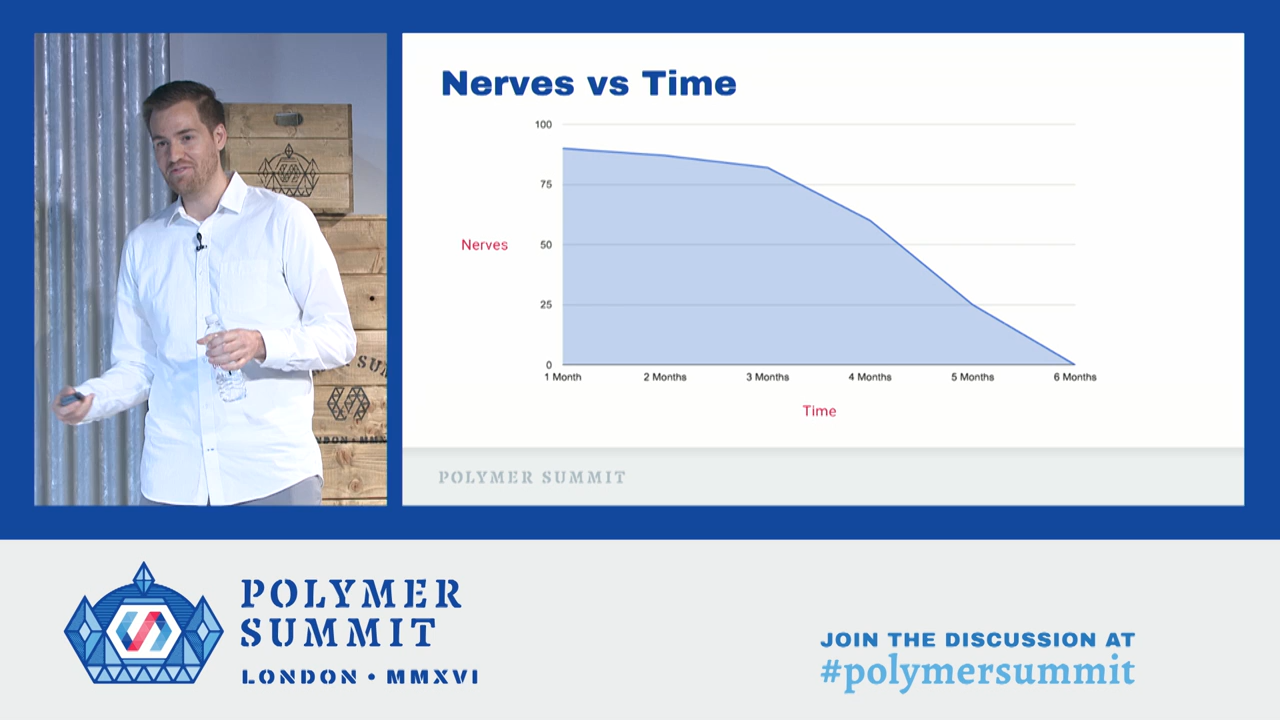 Nerves vs Time
100
75
Nerves
50
25
0
1 Month 2 Months 3 Months 4 Months 5 Months 6 Months
Time
POLYMER SUMMIT
POLYMER
SUMMIT
LONDON • MMXVI
JOIN THE DISCUSSION AT
#polymersummit